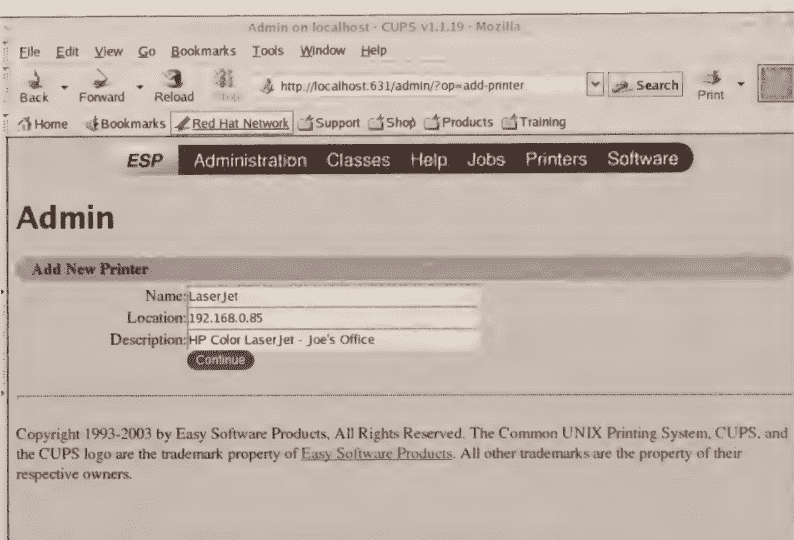 Admin on localhost - CUPS v1.1.19 - Mozilla
File Edit View Go Bookmarks Tools Window Help
http://localhost:631/admin/?op=add-printer Search
Back Forward Reload Stop Print
Home Bookmarks Red Hat Network Support Shop Products Training
ESP Administration Classes Help Jobs Printers Software
Admin
Add New Printer
Name: LaserJet
Location: 192.168.0.85
Description: HP Color LaserJet - Joe's Office
Continue
Copyright 1993-2003 by Easy Software Products, All Rights Reserved. The Common UNIX Printing System, CUPS, and
the CUPS logo are the trademark property of Easy Software Products. All other trademarks are the property of their
respective owners.